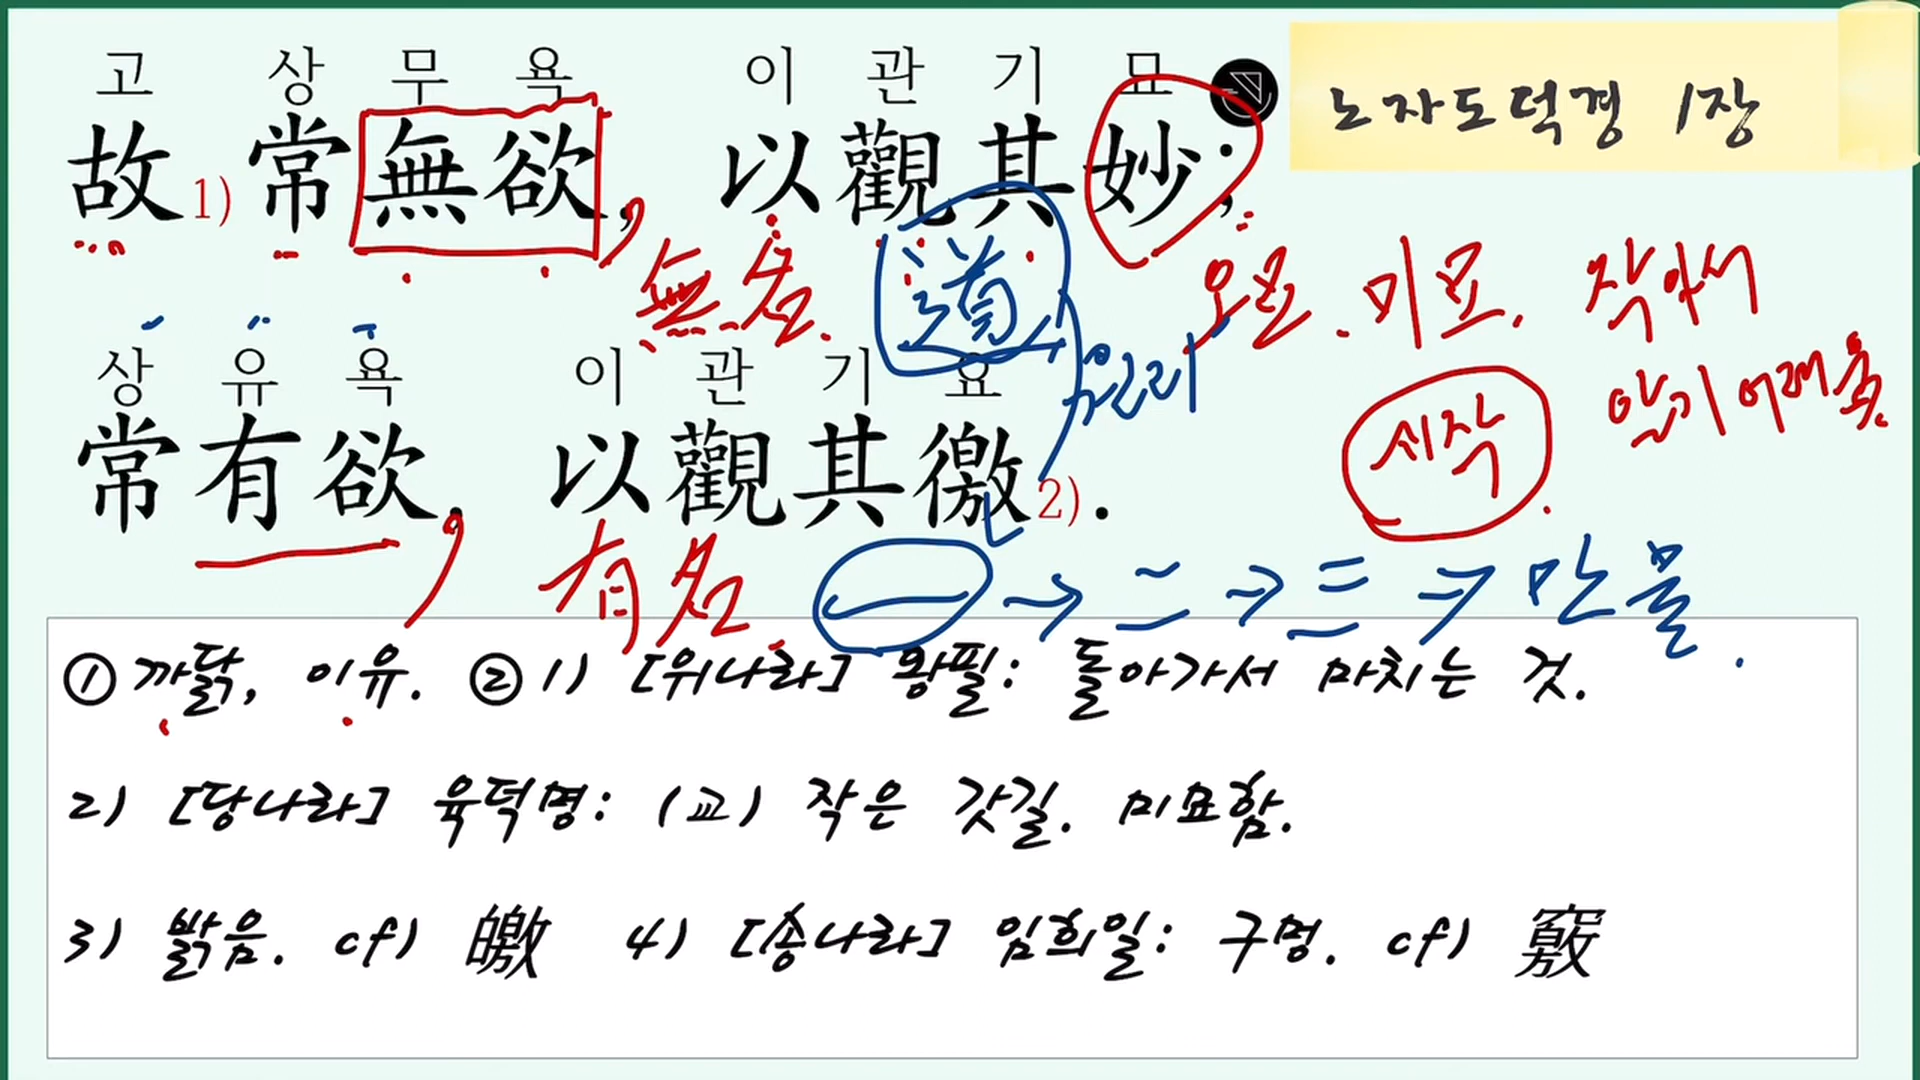 노자도덕경 1장
고 상 무 욕 이 관 기 묘
故1) 常無欲, 以觀其妙;
無名 道 오묘. 미묘. 작아서
원리 알기 어려움.
시작
상 유 욕 이 관 기 요
常有欲, 以觀其徼2).
有名 一 → 二 → 三 → 만물.
① 까닭, 이유. ② 1) [위나라] 왕필: 돌아가서 마치는 것.
2) [당나라] 육덕명: (교) 작은 갓길. 미묘함.
3) 밝음. cf) 曒 4) [송나라] 임희일: 구멍. cf) 竅